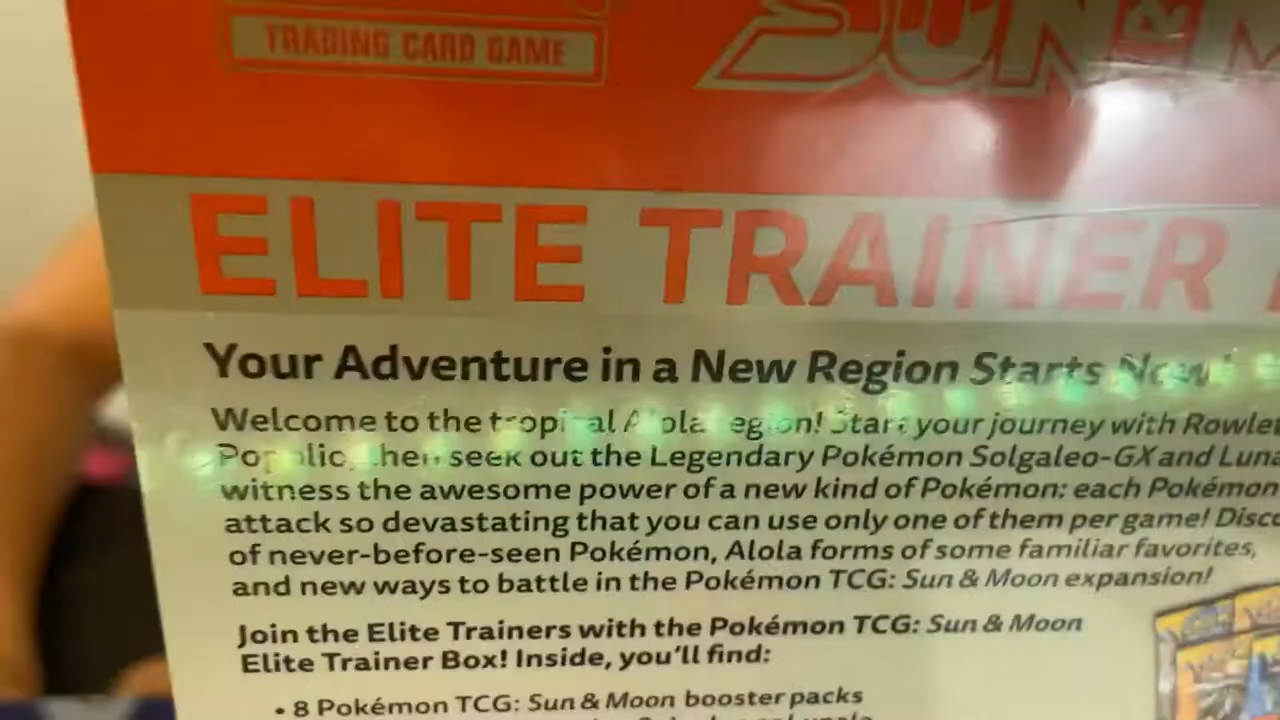 TRADING CARD GAME
SUN &
ELITE TRAINER
Your Adventure in a New Region Starts Now!
Welcome to the tropical Alola region! Start your journey with Rowlet
Popplio, then seek out the Legendary Pokémon Solgaleo-GX and Luna
witness the awesome power of a new kind of Pokémon: each Pokémon
attack so devastating that you can use only one of them per game! Disco
of never-before-seen Pokémon, Alola forms of some familiar favorites,
and new ways to battle in the Pokémon TCG: Sun & Moon expansion!
Join the Elite Trainers with the Pokémon TCG: Sun & Moon
Elite Trainer Box! Inside, you'll find:
• 8 Pokémon TCG: Sun & Moon booster packs